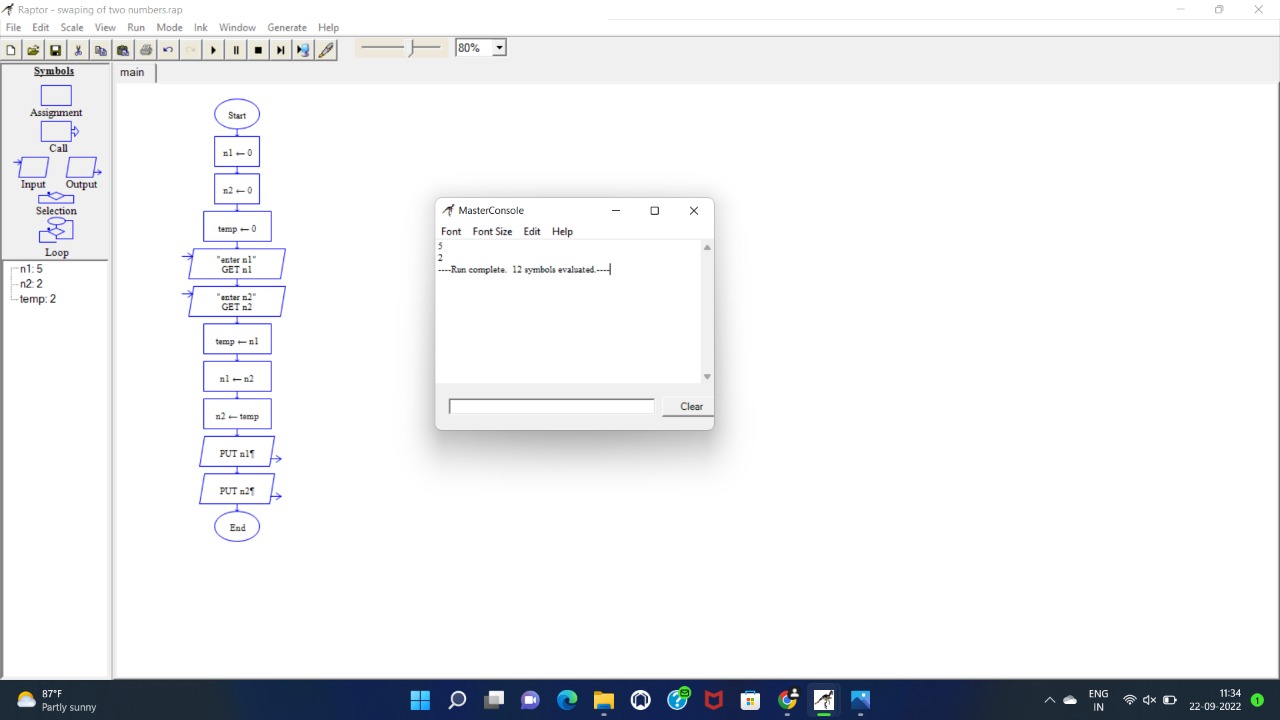 Raptor - swaping of two numbers.rap
File Edit Scale View Run Mode Ink Window Generate Help
80%
Symbols
Assignment
Call
Input Output
Selection
Loop
n1: 5
n2: 2
temp: 2
main
Start
n1 ← 0
n2 ← 0
temp ← 0
"enter n1"
GET n1
"enter n2"
GET n2
temp ← n1
n1 ← n2
n2 ← temp
PUT n1¶
PUT n2¶
End
MasterConsole
Font Font Size Edit Help
5
2
----Run complete. 12 symbols evaluated.----
Clear
87°F
Partly sunny
ENG
IN
11:34
22-09-2022
1